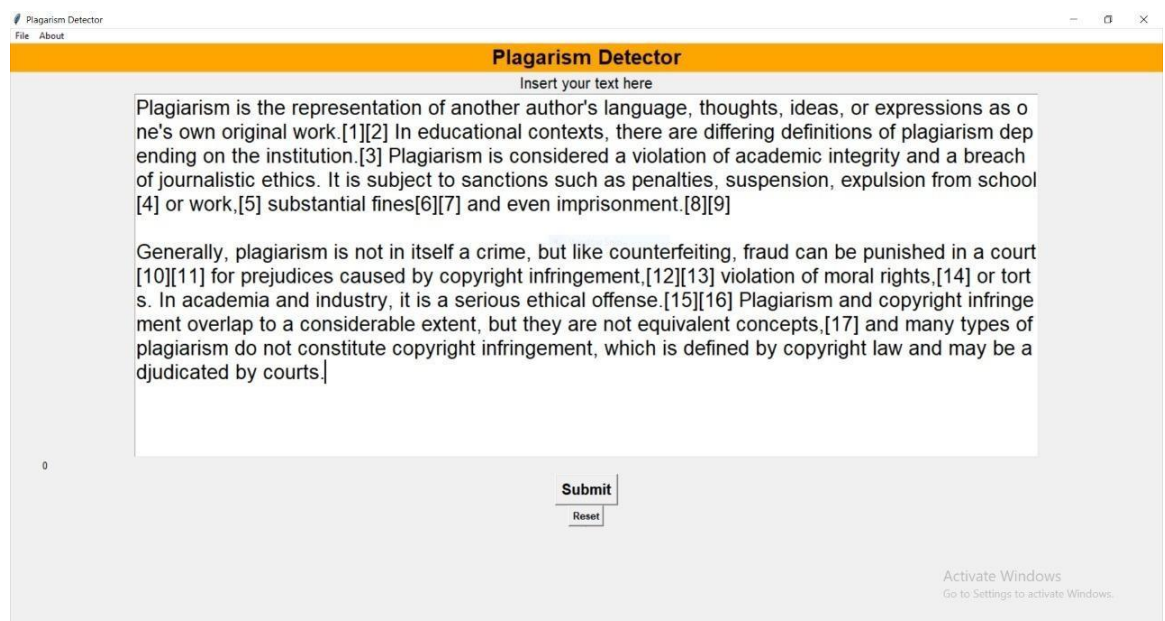 Plagarism Detector
File About
Plagarism Detector
Insert your text here
Plagiarism is the representation of another author's language, thoughts, ideas, or expressions as o
ne's own original work.[1][2] In educational contexts, there are differing definitions of plagiarism dep
ending on the institution.[3] Plagiarism is considered a violation of academic integrity and a breach
of journalistic ethics. It is subject to sanctions such as penalties, suspension, expulsion from school
[4] or work,[5] substantial fines[6][7] and even imprisonment.[8][9]
Generally, plagiarism is not in itself a crime, but like counterfeiting, fraud can be punished in a court
[10][11] for prejudices caused by copyright infringement,[12][13] violation of moral rights,[14] or tort
s. In academia and industry, it is a serious ethical offense.[15][16] Plagiarism and copyright infringe
ment overlap to a considerable extent, but they are not equivalent concepts,[17] and many types of
plagiarism do not constitute copyright infringement, which is defined by copyright law and may be a
djudicated by courts.
0
Submit
Reset
Activate Windows
Go to Settings to activate Windows.